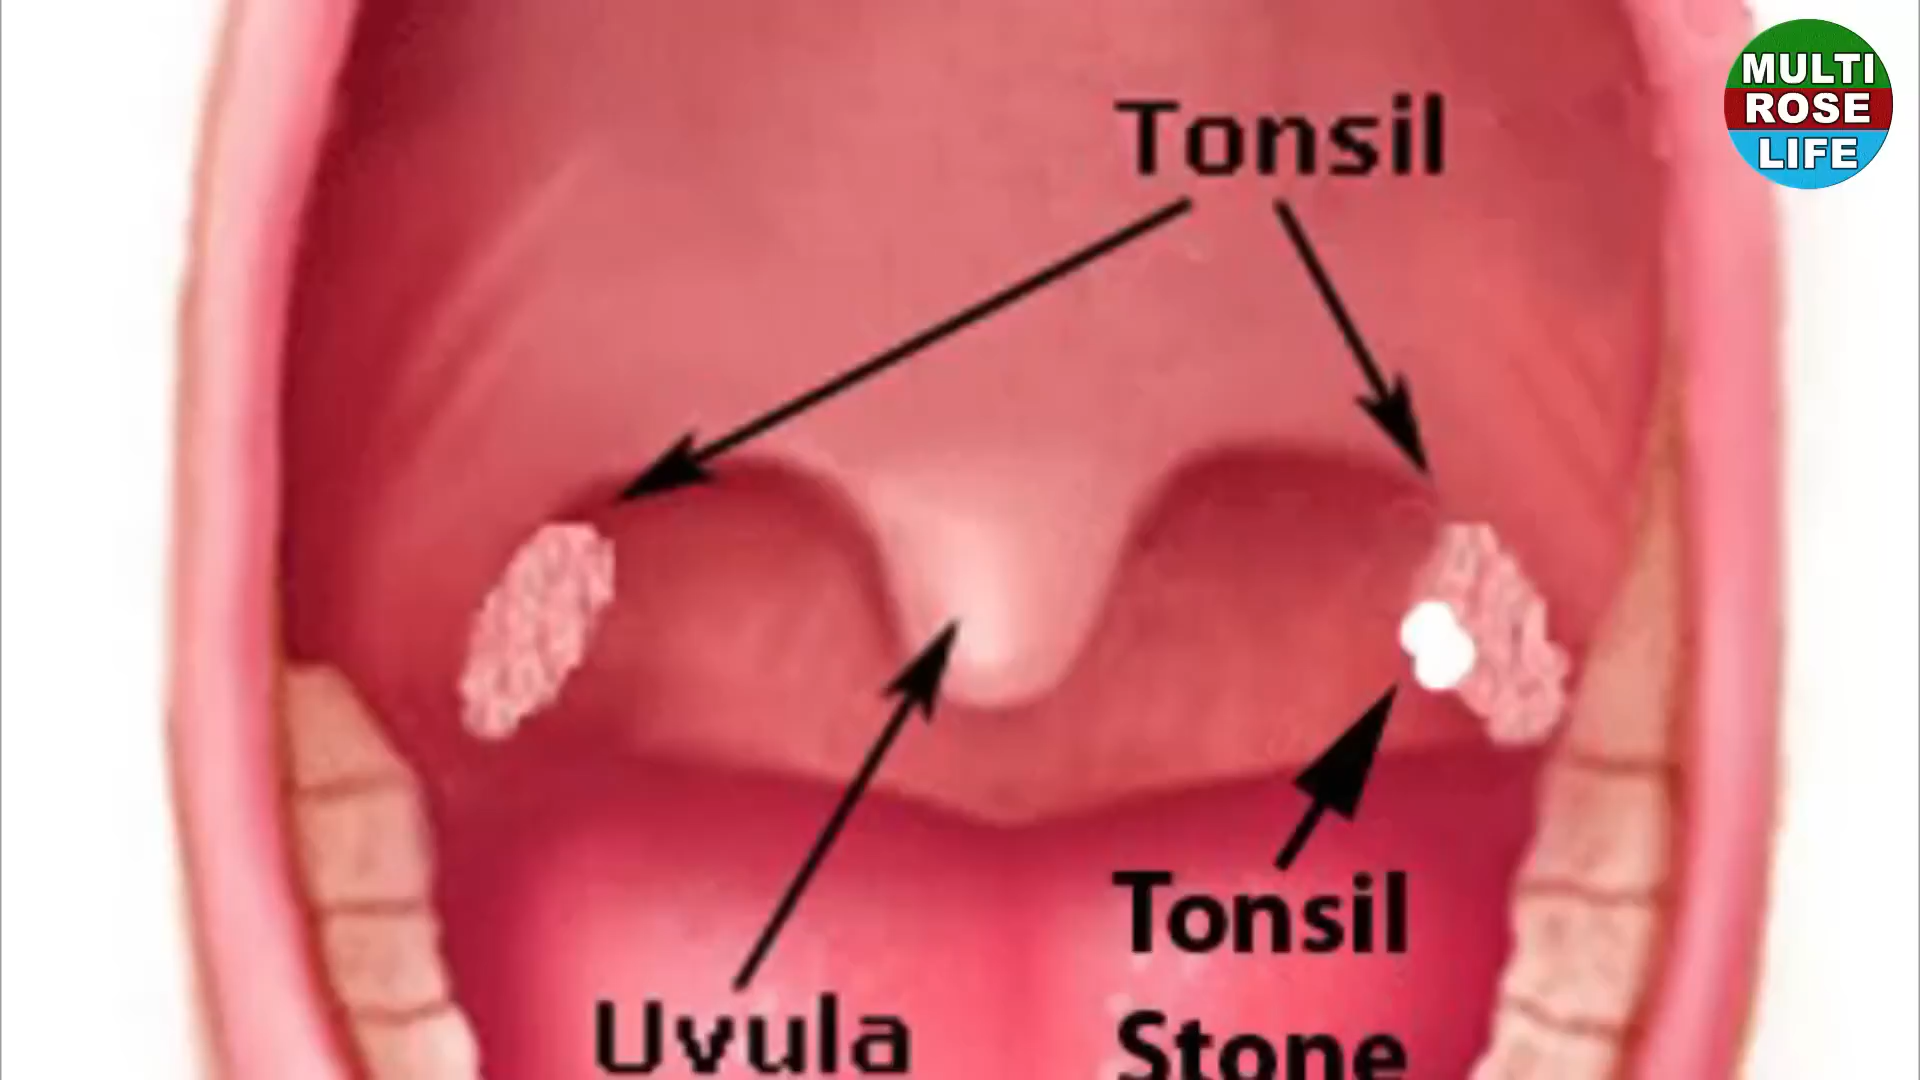 MULTI
ROSE
LIFE
Tonsil
Tonsil
Stone
Uvula